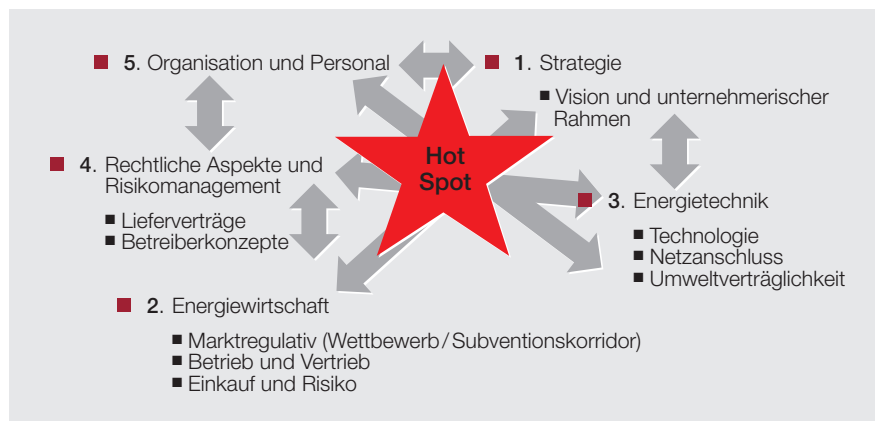 5. Organisation und Personal
1. Strategie
■ Vision und unternehmerischer
Rahmen
Hot
Spot
4. Rechtliche Aspekte und
Risikomanagement
■ Lieferverträge
■ Betreiberkonzepte
3. Energietechnik
■ Technologie
■ Netzanschluss
■ Umweltverträglichkeit
2. Energiewirtschaft
■ Marktregulativ (Wettbewerb/Subventionskorridor)
■ Betrieb und Vertrieb
■ Einkauf und Risiko